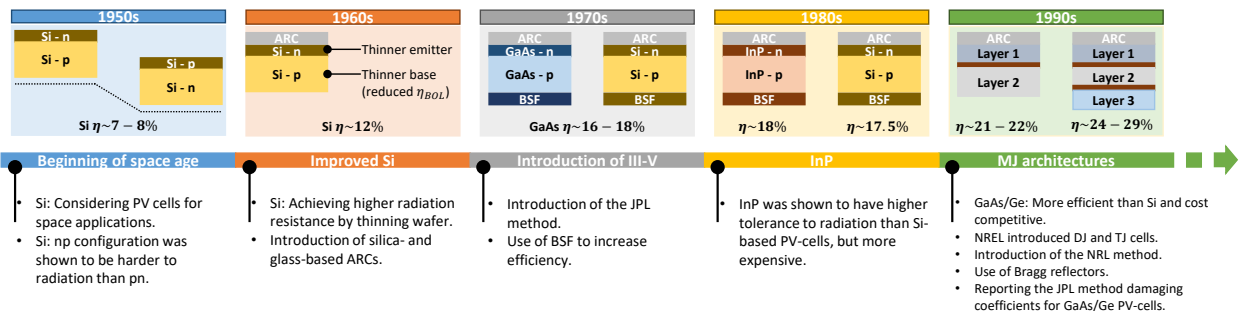 1950s
Si - n
Si - p
Si - p
Si - n
Si η~7 – 8%
1960s
ARC
Si - n
Si - p
Thinner emitter
Thinner base
(reduced η_BOL)
Si η~12%
1970s
ARC
GaAs - n
GaAs - p
BSF
ARC
Si - n
Si - p
BSF
GaAs η~16 – 18%
1980s
ARC
InP - n
InP - p
BSF
η~18%
ARC
Si - n
Si - p
BSF
η~17.5%
1990s
ARC
Layer 1
Layer 2
η~21 – 22%
ARC
Layer 1
Layer 2
Layer 3
η~24 – 29%
Beginning of space age
Improved Si
Introduction of III-V
InP
MJ architectures
• Si: Considering PV cells for
space applications.
• Si: np configuration was
shown to be harder to
radiation than pn.
• Si: Achieving higher radiation
resistance by thinning wafer.
• Introduction of silica- and
glass-based ARCs.
• Introduction of the JPL
method.
• Use of BSF to increase
efficiency.
• InP was shown to have higher
tolerance to radiation than Si-
based PV-cells, but more
expensive.
• GaAs/Ge: More efficient than Si and cost
competitive.
• NREL introduced DJ and TJ cells.
• Introduction of the NRL method.
• Use of Bragg reflectors.
• Reporting the JPL method damaging
coefficients for GaAs/Ge PV-cells.